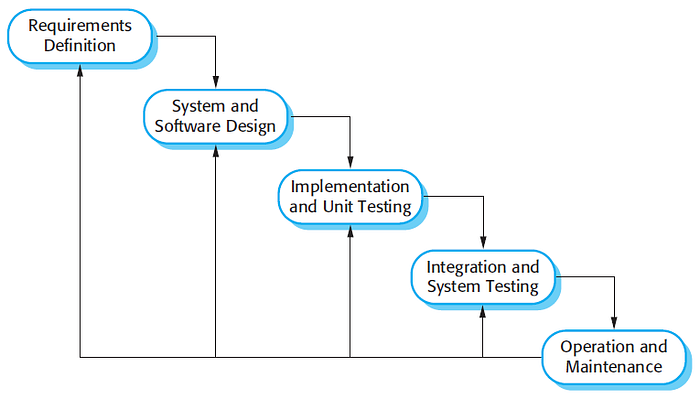 Requirements
Definition
System and
Software Design
Implementation
and Unit Testing
Integration and
System Testing
Operation and
Maintenance